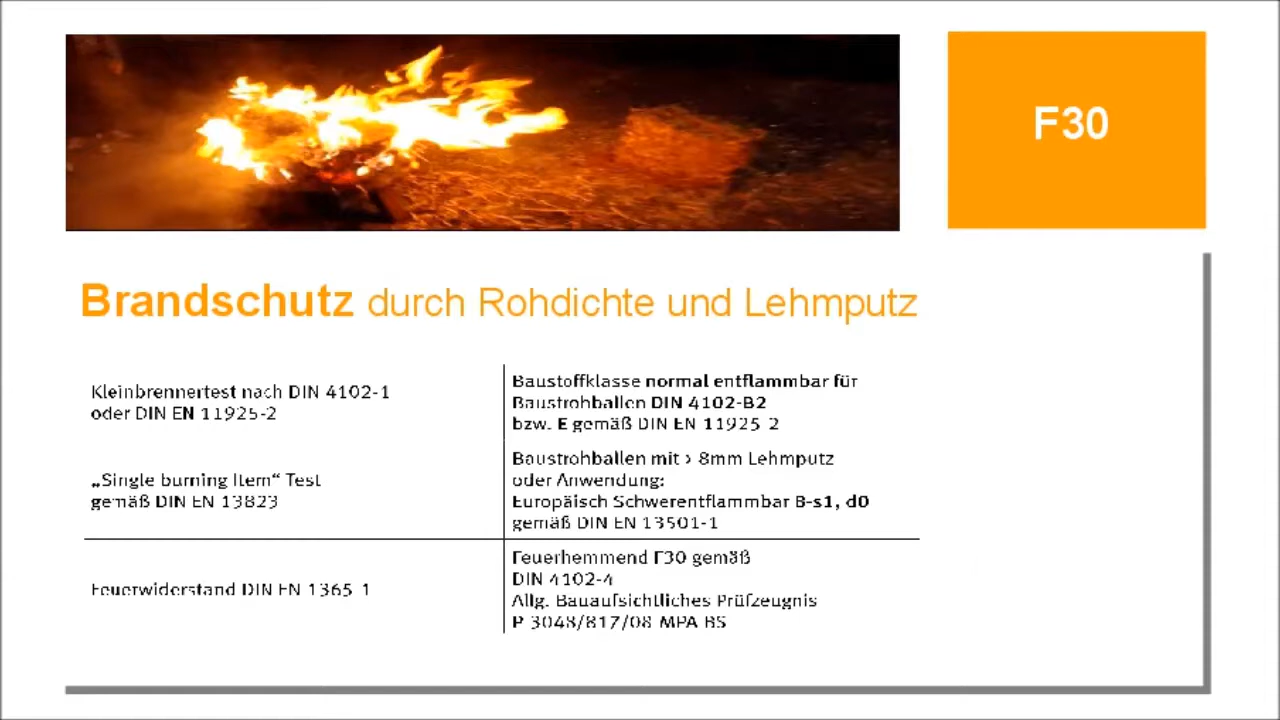 F30
Brandschutz durch Rohdichte und Lehmputz
Kleinbrennertest nach DIN 4102-1
oder DIN EN 11925-2
Baustoffklasse normal entflammbar für
Baustrohballen DIN 4102-B2
bzw. E gemäß DIN EN 11925-2
„Single burning Item“ Test
gemäß DIN EN 13823
Baustrohballen mit > 8mm Lehmputz
oder Anwendung:
Europäisch Schwerentflammbar B-s1, d0
gemäß DIN EN 13501-1
Feuerwiderstand DIN EN 1365-1
Feuerhemmend F30 gemäß
DIN 4102-4
Allg. Bauaufsichtliches Prüfzeugnis
P-3048/817/08 MPA BS